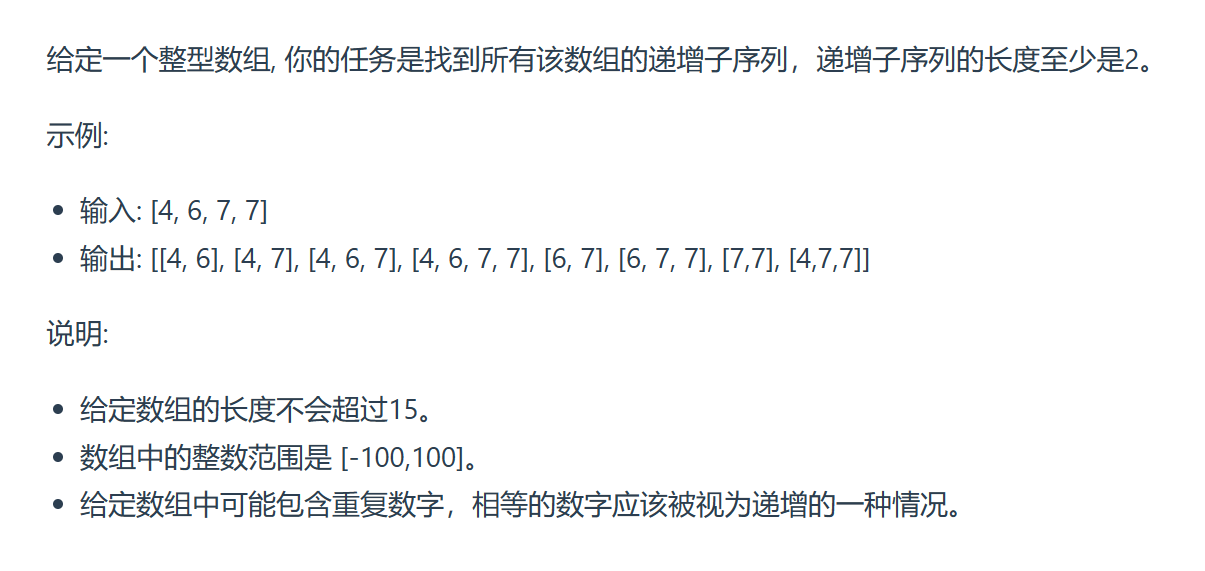 给定一个整型数组, 你的任务是找到所有该数组的递增子序列，递增子序列的长度至少是2。
示例:
• 输入: [4, 6, 7, 7]
• 输出: [[4, 6], [4, 7], [4, 6, 7], [4, 6, 7, 7], [6, 7], [6, 7, 7], [7,7], [4,7,7]]
说明:
• 给定数组的长度不会超过15。
• 数组中的整数范围是 [-100,100]。
• 给定数组中可能包含重复数字，相等的数字应该被视为递增的一种情况。